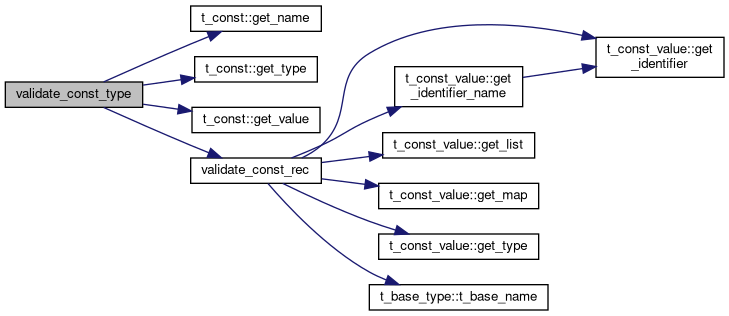 validate_const_type
t_const::get_name
t_const::get_type
t_const::get_value
validate_const_rec
t_const_value::get
_identifier_name
t_const_value::get_list
t_const_value::get_map
t_const_value::get_type
t_base_type::t_base_name
t_const_value::get
_identifier